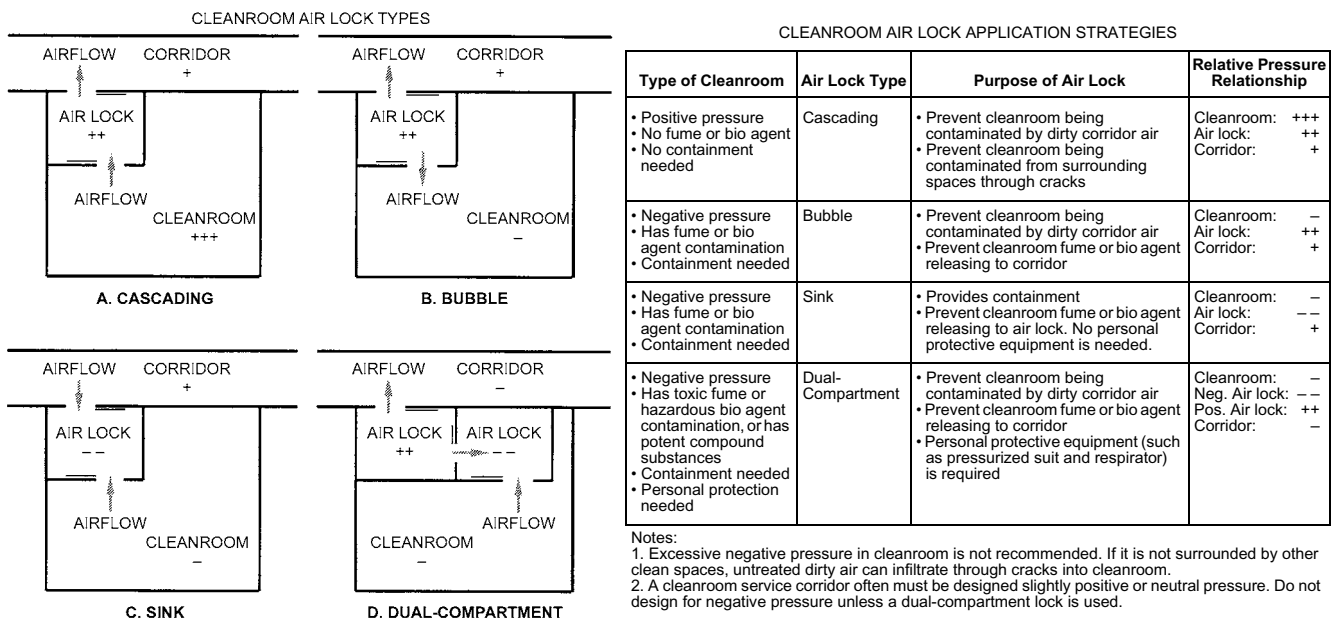 CLEANROOM AIR LOCK TYPES
AIRFLOW CORRIDOR
+
AIR LOCK
++
AIRFLOW
CLEANROOM
+++
A. CASCADING
AIRFLOW CORRIDOR
+
AIR LOCK
++
AIRFLOW
CLEANROOM
–
B. BUBBLE
AIRFLOW CORRIDOR
+
AIR LOCK
– –
AIRFLOW
CLEANROOM
–
C. SINK
AIRFLOW CORRIDOR
–
AIR LOCK AIR LOCK
++ – –
AIRFLOW
CLEANROOM
–
D. DUAL-COMPARTMENT
CLEANROOM AIR LOCK APPLICATION STRATEGIES
Type of Cleanroom
Air Lock Type
Purpose of Air Lock
Relative Pressure
Relationship
• Positive pressure
• No fume or bio agent
• No containment
needed
Cascading
• Prevent cleanroom being
contaminated by dirty corridor air
• Prevent cleanroom being
contaminated from surrounding
spaces through cracks
Cleanroom: +++
Air lock: ++
Corridor: +
• Negative pressure
• Has fume or bio
agent contamination
• Containment needed
Bubble
• Prevent cleanroom being
contaminated by dirty corridor air
• Prevent cleanroom fume or bio agent
releasing to corridor
Cleanroom: –
Air lock: ++
Corridor: +
• Negative pressure
• Has fume or bio
agent contamination
• Containment needed
Sink
• Provides containment
• Prevent cleanroom fume or bio agent
releasing to air lock. No personal
protective equipment is needed.
Cleanroom: –
Air lock: – –
Corridor: +
• Negative pressure
• Has toxic fume or
hazardous bio agent
contamination, or has
potent compound
substances
• Containment needed
• Personal protection
needed
Dual-
Compartment
• Prevent cleanroom being
contaminated by dirty corridor air
• Prevent cleanroom fume or bio agent
releasing to corridor
• Personal protective equipment (such
as pressurized suit and respirator)
is required
Cleanroom: –
Neg. Air lock: – –
Pos. Air lock: ++
Corridor: –
Notes:
1. Excessive negative pressure in cleanroom is not recommended. If it is not surrounded by other
clean spaces, untreated dirty air can infiltrate through cracks into cleanroom.
2. A cleanroom service corridor often must be designed slightly positive or neutral pressure. Do not
design for negative pressure unless a dual-compartment lock is used.